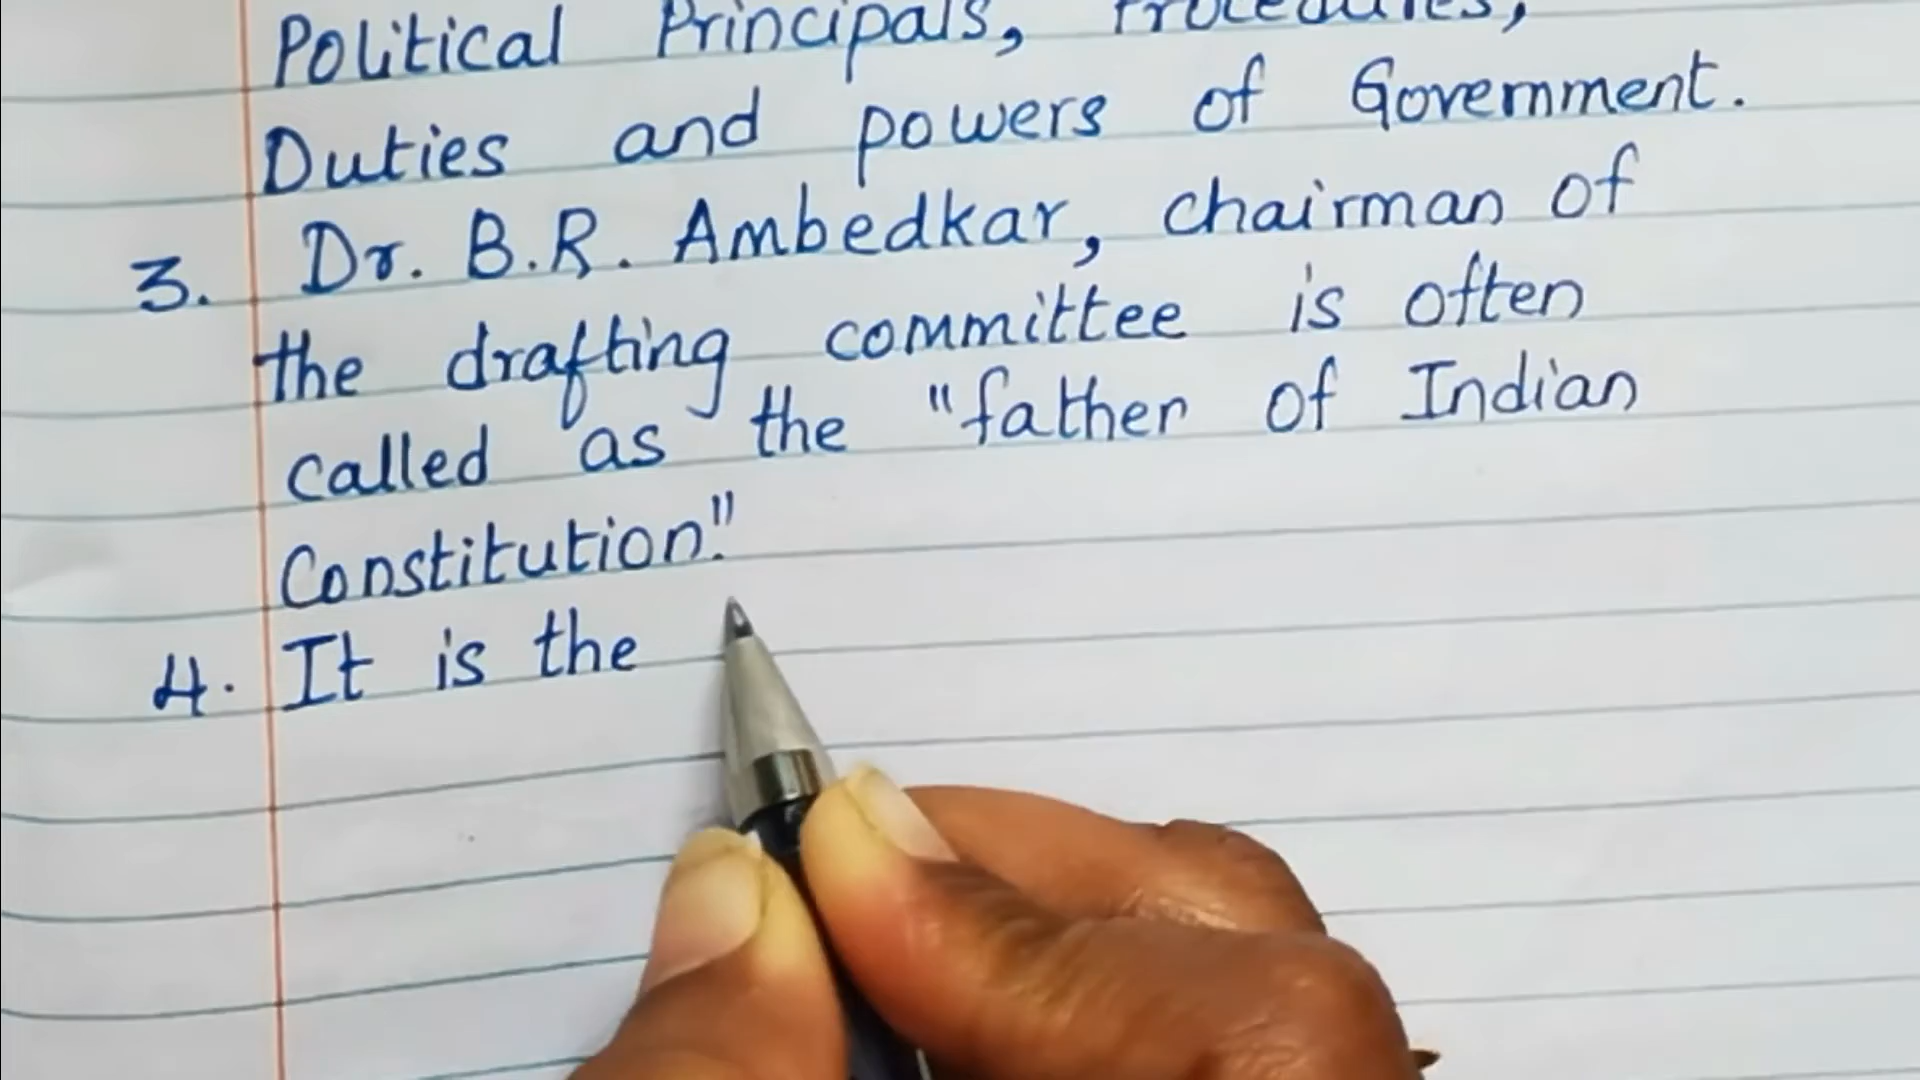 Political Principals, Procedures,
Duties and powers of Government.
3. Dr. B.R. Ambedkar, chairman of
the drafting committee is often
called as the "father of Indian
Constitution."
4. It is the